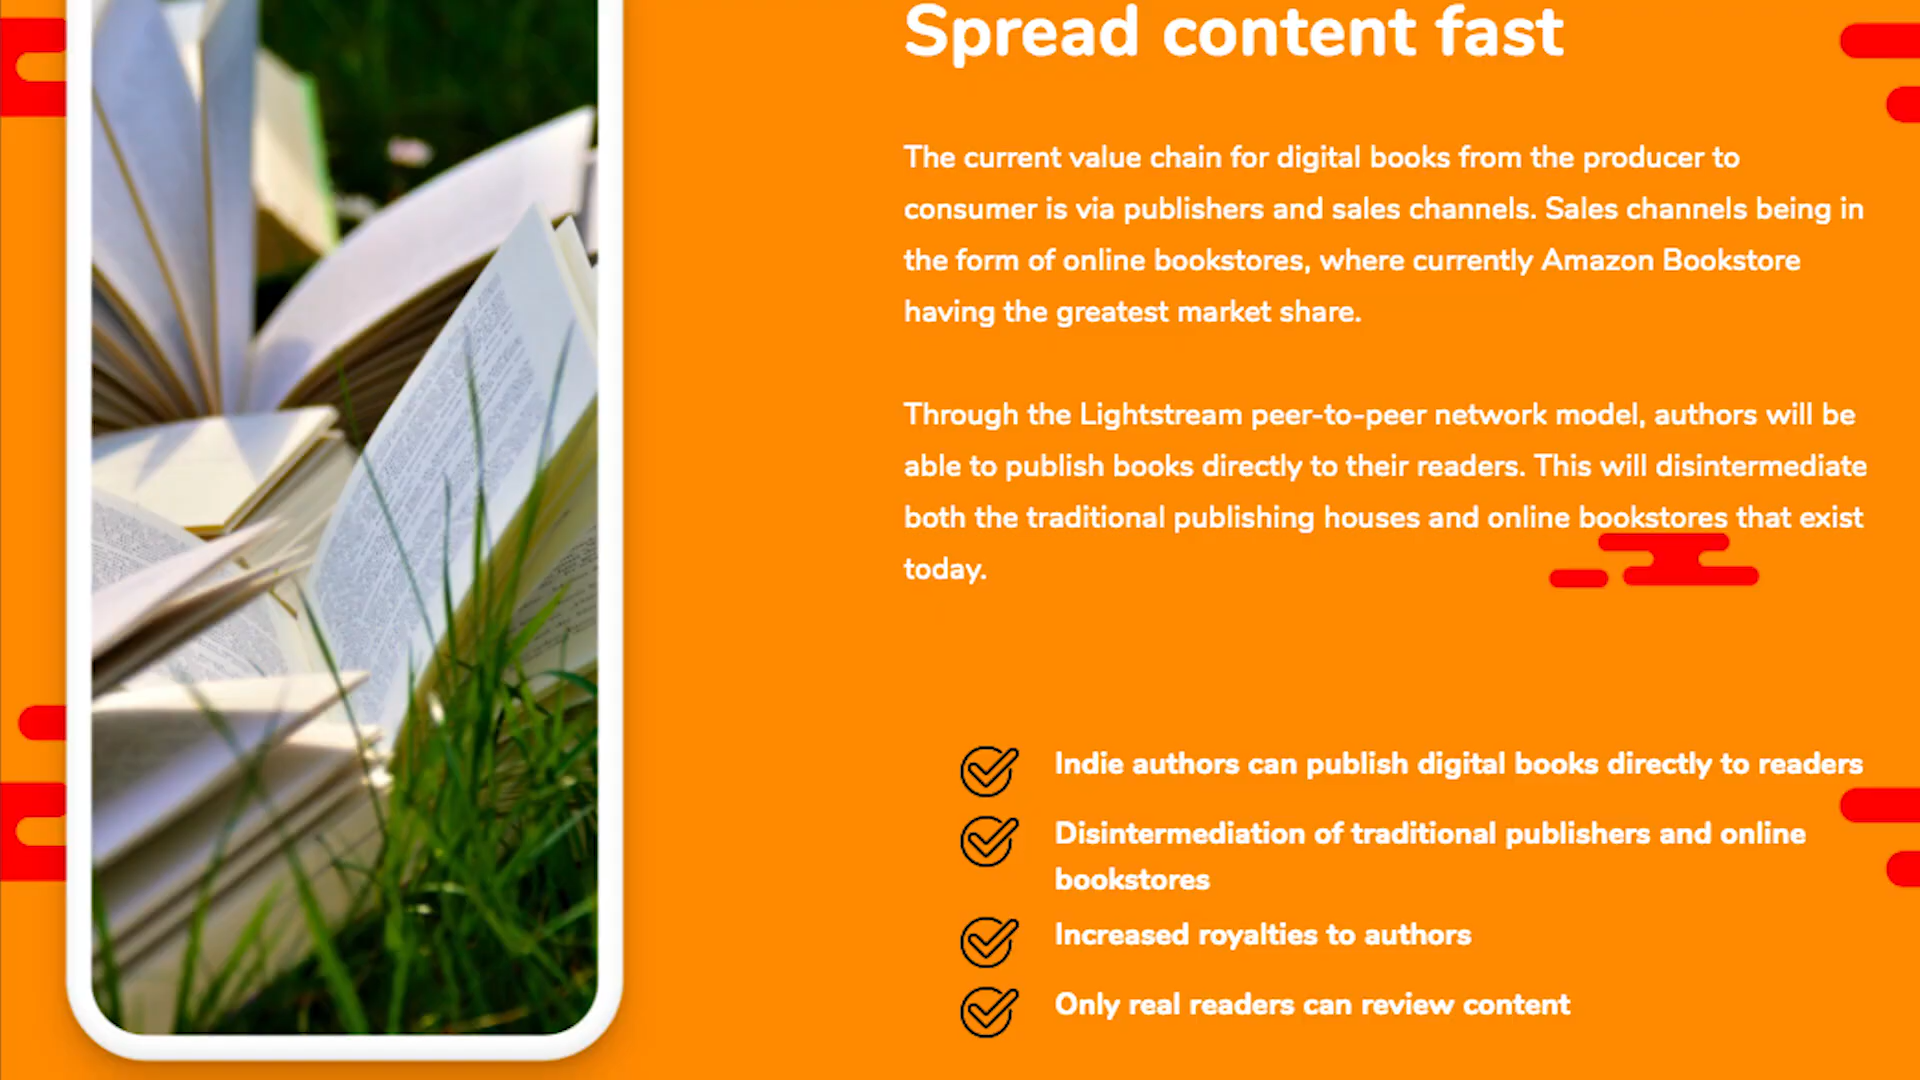 Spread content fast
The current value chain for digital books from the producer to
consumer is via publishers and sales channels. Sales channels being in
the form of online bookstores, where currently Amazon Bookstore
having the greatest market share.
Through the Lightstream peer-to-peer network model, authors will be
able to publish books directly to their readers. This will disintermediate
both the traditional publishing houses and online bookstores that exist
today.
Indie authors can publish digital books directly to readers
Disintermediation of traditional publishers and online
bookstores
Increased royalties to authors
Only real readers can review content